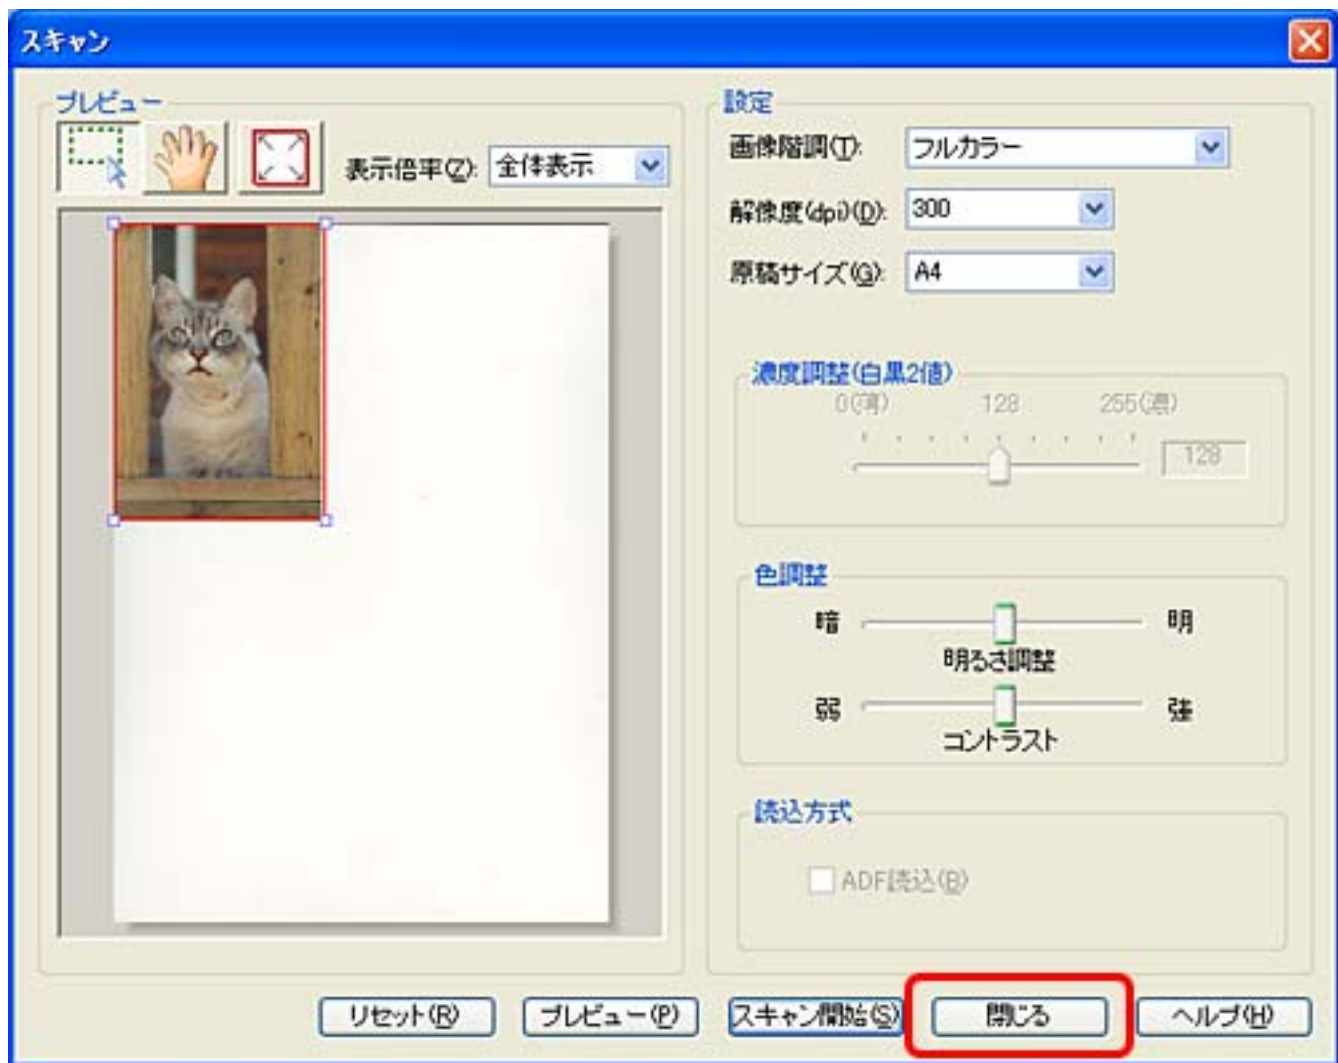 スキャン
プレビュー
表示倍率(Z): 全体表示
設定
画像階調(T): フルカラー
解像度(dpi)(D): 300
原稿サイズ(G): A4
濃度調整(白黒2値)
0(薄) 128 255(濃)
128
色調整
暗 明
明るさ調整
弱 強
コントラスト
読込方式
ADF読込(B)
リセット(R) プレビュー(P) スキャン開始(S) 閉じる ヘルプ(H)